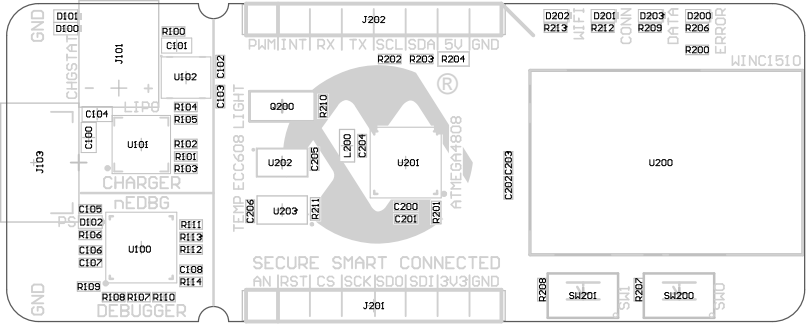 GND
D101
D100
CHGSTAT
J101
- +
LIPO
R100
C101
U102
C102
C103
C104
C100
U101
R104
R105
R102
R101
R103
CHARGER
J103
PS
nEDBG
C105
D102
R106
C106
C107
U100
R111
R113
R112
C108
R114
R109
R108 R107 R110
DEBUGGER
GND
J202
PWM INT RX TX SCL SDA 5V GND
R202 R203 R204
®
LIGHT
Q200
R210
ECC608
U202
C205
L200
C204
U201
ATMEGA4808
TEMP
C206
U203
R211
C200
C201
R201
SECURE SMART CONNECTED
AN RST CS SCK SDO SDI 3V3 GND
J201
C202 C203
D202
R213
WIFI
D201
R212
CONN
D203
R209
DATA
D200
R206
ERROR
R200
WINC1510
U200
R208
SW201
SW1
R207
SW200
SW0